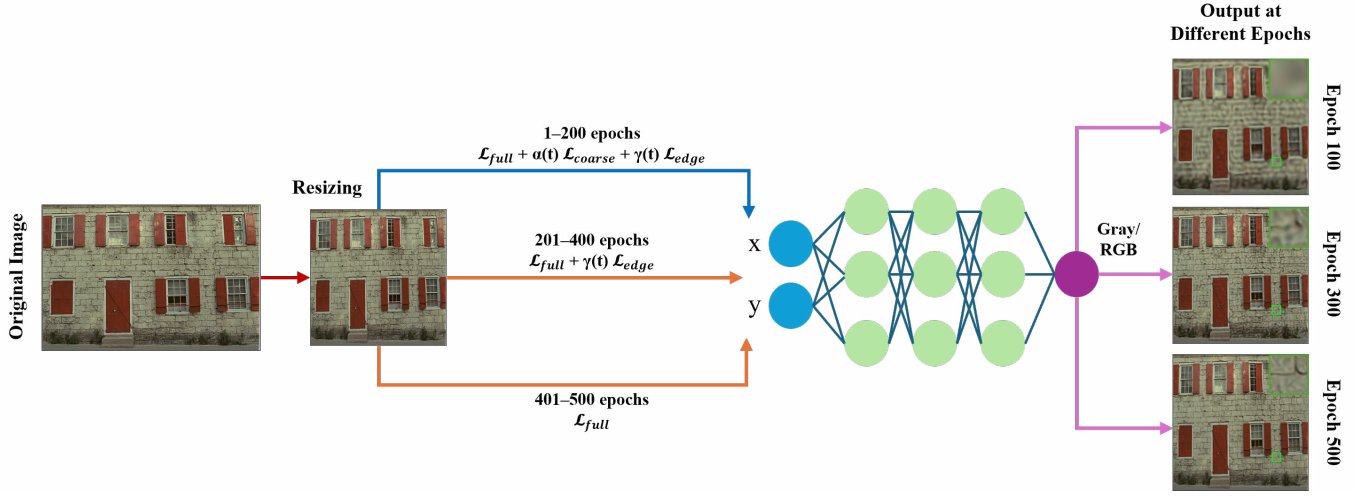 Output at
Different Epochs
Original Image
Resizing
1–200 epochs
ℒ_full + α(t) ℒ_coarse + γ(t) ℒ_edge
201–400 epochs
ℒ_full + γ(t) ℒ_edge
401–500 epochs
ℒ_full
x
y
Gray/
RGB
Epoch 100
Epoch 300
Epoch 500